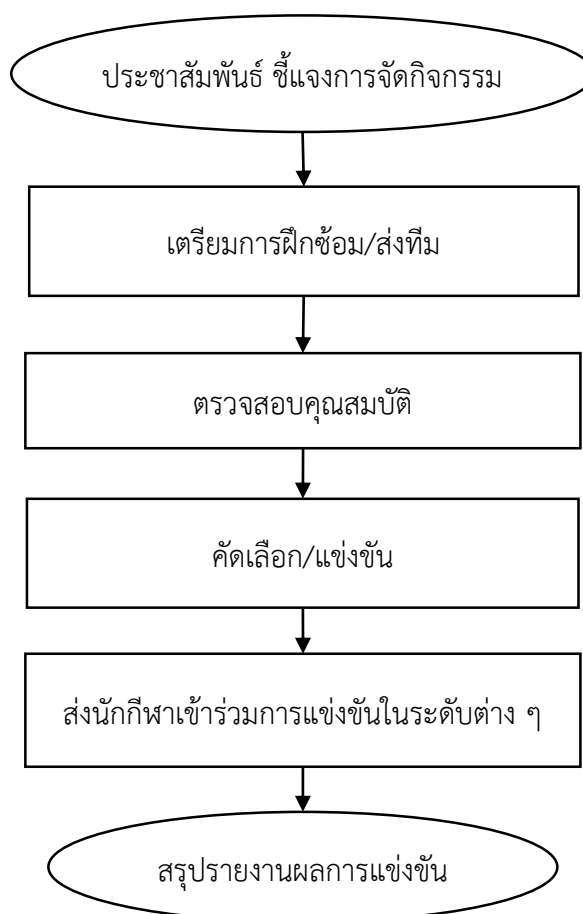 ประชาสัมพันธ์ ชี้แจงการจัดกิจกรรม
เตรียมการฝึกซ้อม/ส่งทีม
ตรวจสอบคุณสมบัติ
คัดเลือก/แข่งขัน
ส่งนักกีฬาเข้าร่วมการแข่งขันในระดับต่าง ๆ
สรุปรายงานผลการแข่งขัน